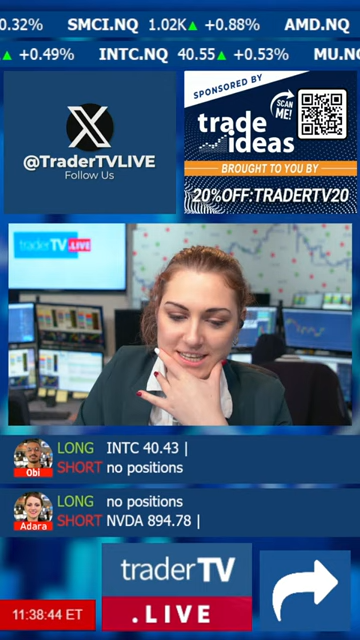 0.32% SMCI.NQ 1.02K▲ +0.88% AMD.NQ
▲ +0.49% INTC.NQ 40.55▲ +0.53% MU.N
X
@TraderTVLIVE
Follow Us
SPONSORED BY
SCAN
ME!
trade
ideas
BROUGHT TO YOU BY
20%OFF:TRADERTV20
traderTV.LIVE
LONG INTC 40.43 |
SHORT no positions
Obi
LONG no positions
SHORT NVDA 894.78 |
Adara
11:38:44 ET
traderTV
.LIVE